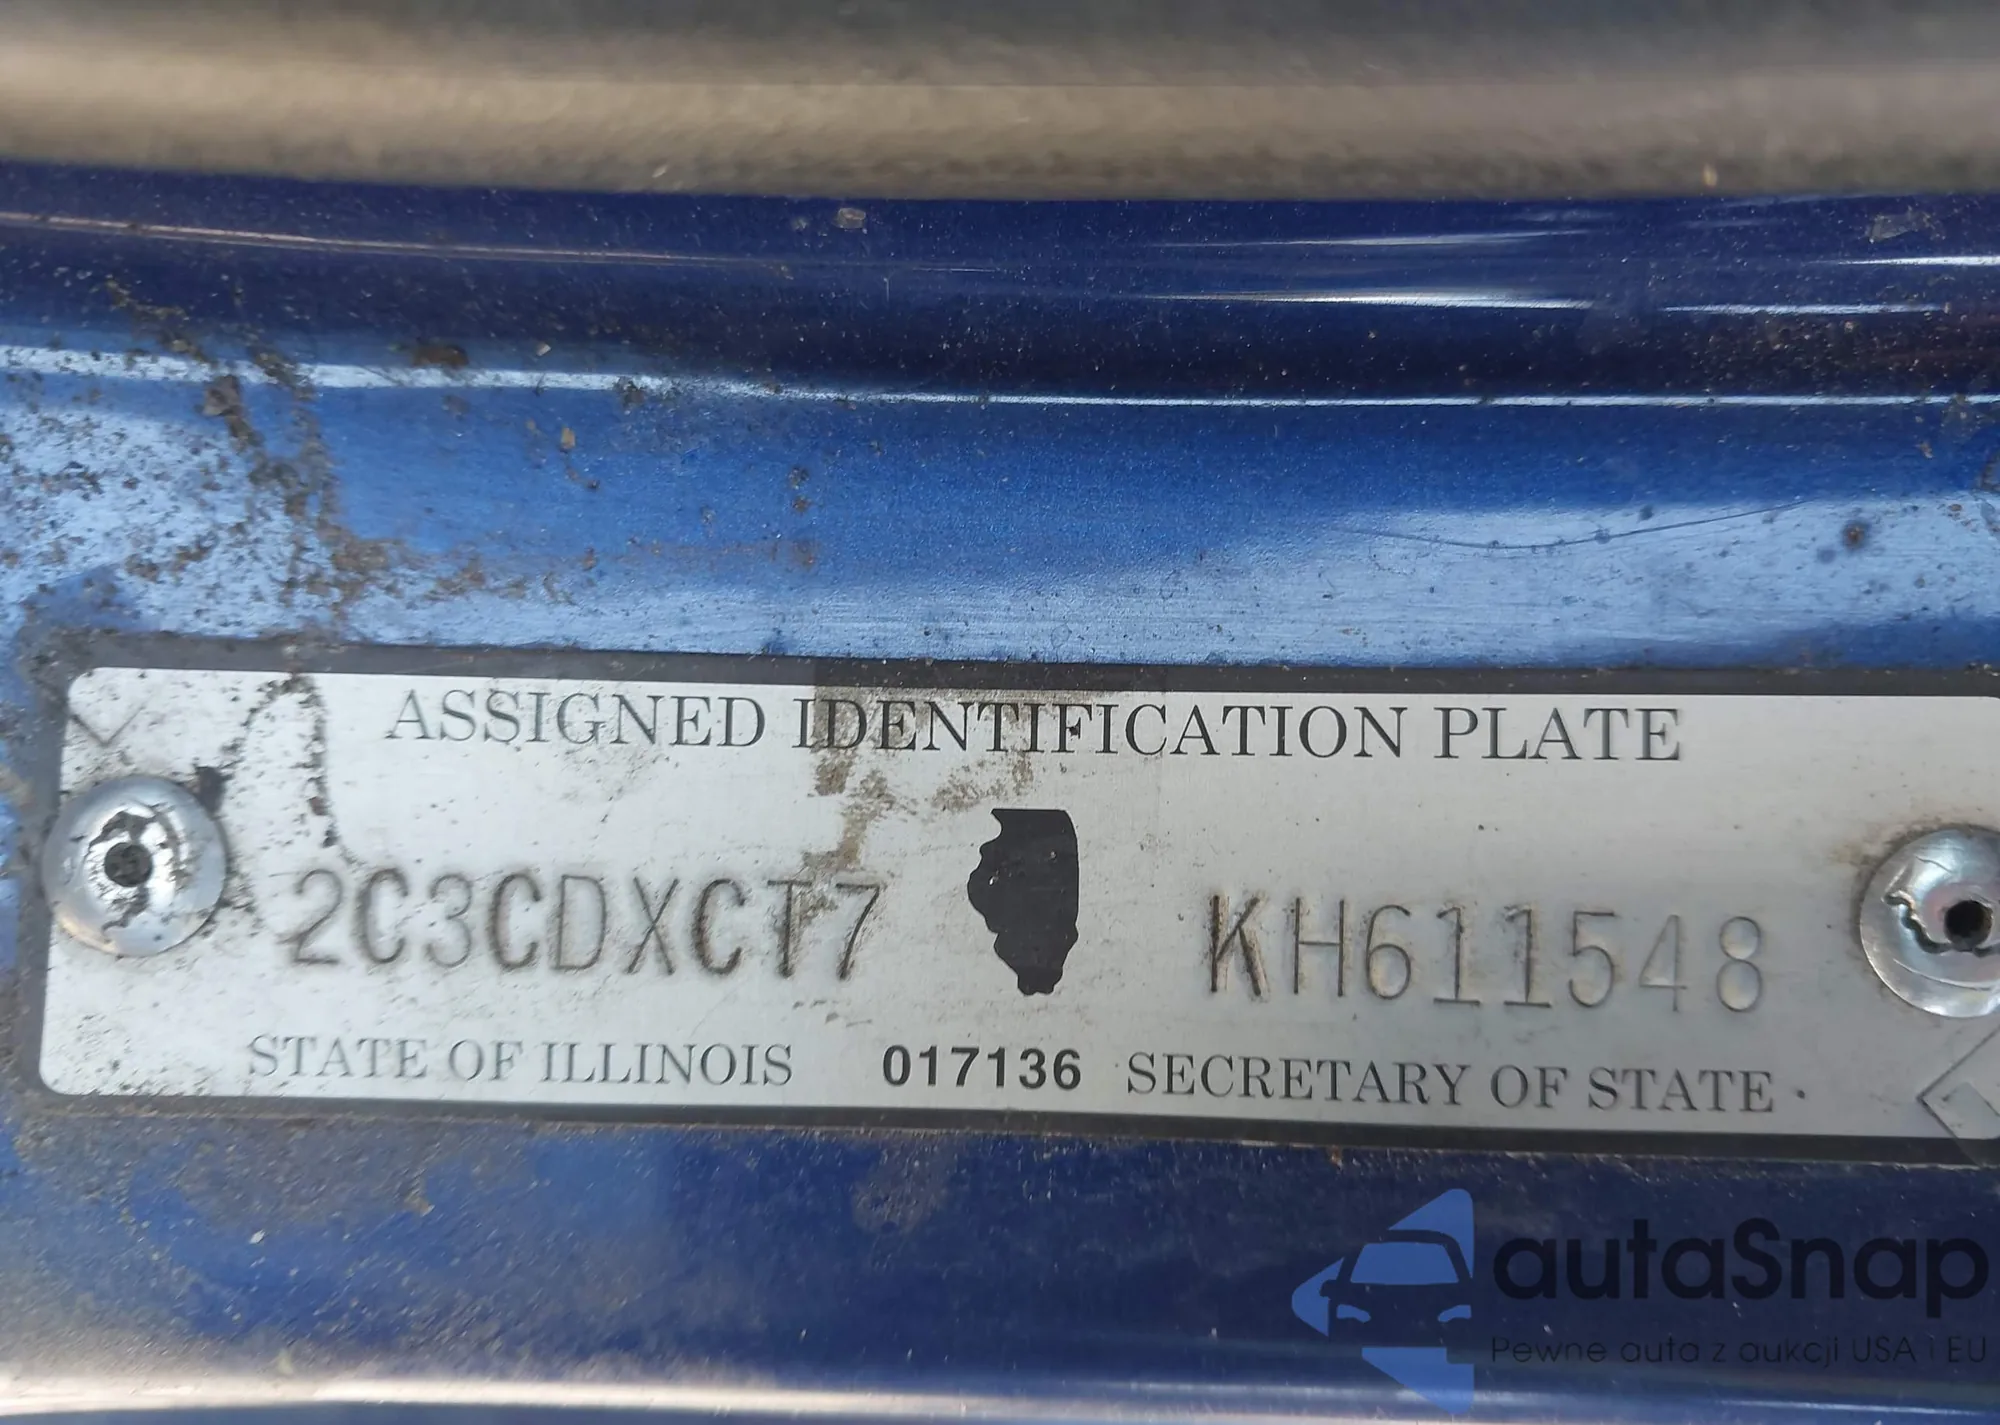 ASSIGNED IDENTIFICATION PLATE
2C3CDXCT7 KH611548
STATE OF ILLINOIS 017136 SECRETARY OF STATE
autaSnap
Pewne auta z aukcji USA i EU